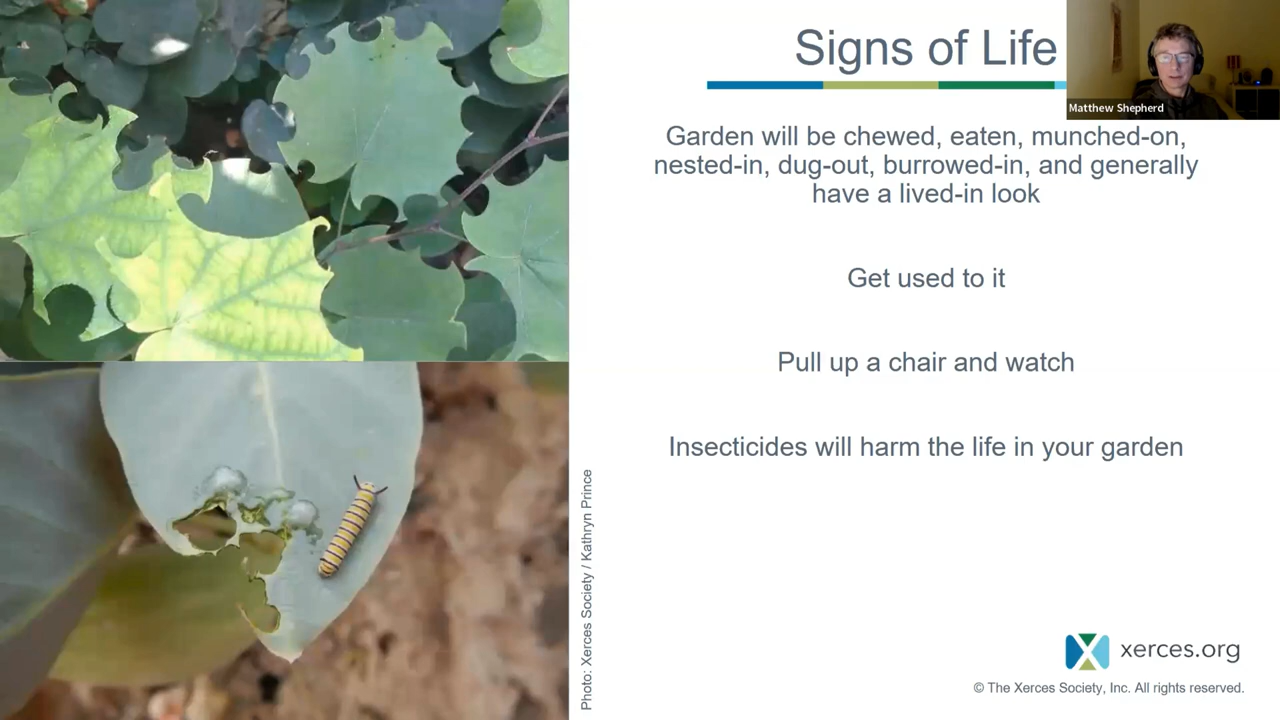 Signs of Life
Matthew Shepherd
Garden will be chewed, eaten, munched-on,
nested-in, dug-out, burrowed-in, and generally
have a lived-in look
Get used to it
Pull up a chair and watch
Insecticides will harm the life in your garden
Photo: Xerces Society / Kathryn Prince
xerces.org
© The Xerces Society, Inc. All rights reserved.